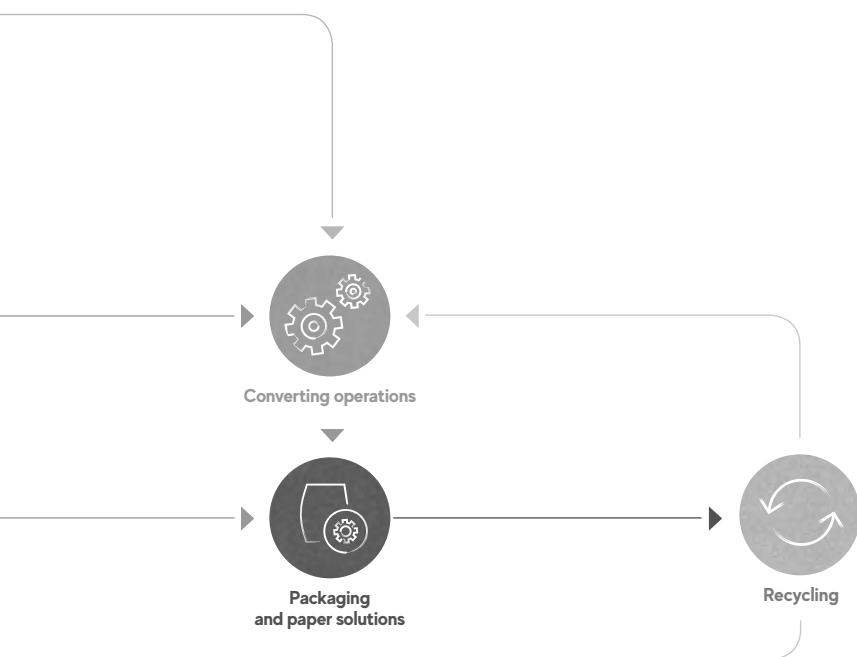 Converting operations
Packaging
and paper solutions
Recycling